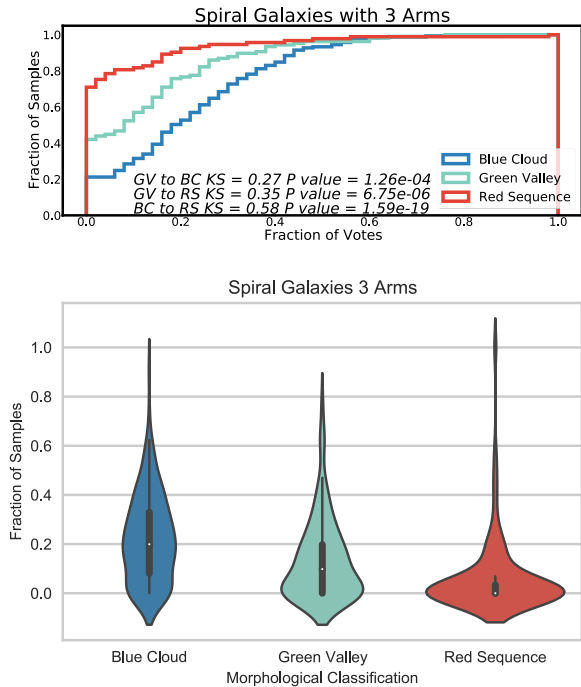 Spiral Galaxies with 3 Arms
Fraction of Samples
1.0
0.8
0.6
0.4
0.2
0.0
Blue Cloud
Green Valley
Red Sequence
GV to BC KS = 0.27 P value = 1.26e-04
GV to RS KS = 0.35 P value = 6.75e-06
BC to RS KS = 0.58 P value = 1.59e-19
0.0 0.2 0.4 0.6 0.8 1.0
Fraction of Votes
Spiral Galaxies 3 Arms
Fraction of Samples
1.0
0.8
0.6
0.4
0.2
0.0
Blue Cloud Green Valley Red Sequence
Morphological Classification